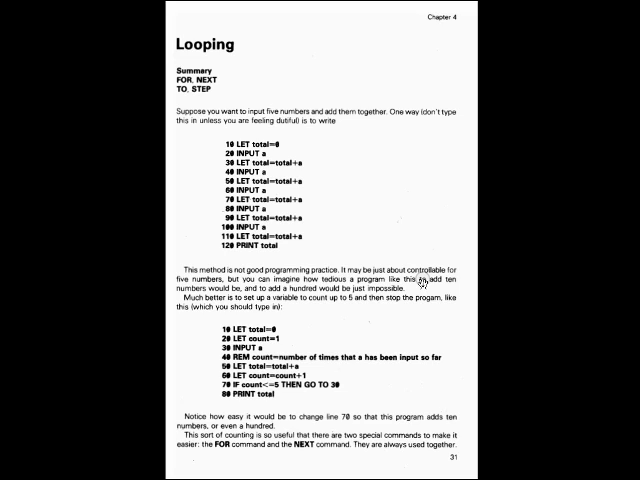 Chapter 4
Looping
Summary
FOR, NEXT
TO, STEP
Suppose you want to input five numbers and add them together. One way (don't type
this in unless you are feeling dutiful) is to write
10 LET total=0
20 INPUT a
30 LET total=total+a
40 INPUT a
50 LET total=total+a
60 INPUT a
70 LET total=total+a
80 INPUT a
90 LET total=total+a
100 INPUT a
110 LET total=total+a
120 PRINT total
This method is not good programming practice. It may be just about controllable for
five numbers, but you can imagine how tedious a program like this to add ten
numbers would be, and to add a hundred would be just impossible.
Much better is to set up a variable to count up to 5 and then stop the progam, like
this (which you should type in):
10 LET total=0
20 LET count=1
30 INPUT a
40 REM count=number of times that a has been input so far
50 LET total=total+a
60 LET count=count+1
70 IF count<=5 THEN GO TO 30
80 PRINT total
Notice how easy it would be to change line 70 so that this program adds ten
numbers, or even a hundred.
This sort of counting is so useful that there are two special commands to make it
easier: the FOR command and the NEXT command. They are always used together.
31